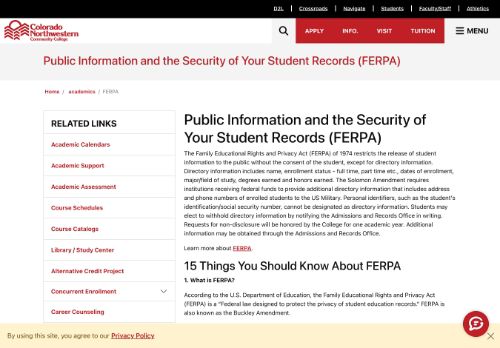 D2L | Crossroads | Navigate | Students | Faculty/Staff | Athletics
Colorado
Northwestern
Community College
APPLY INFO. VISIT TUITION MENU
Public Information and the Security of Your Student Records (FERPA)
Home / academics / FERPA
RELATED LINKS
Academic Calendars
Academic Support
Academic Assessment
Course Schedules
Course Catalogs
Library / Study Center
Alternative Credit Project
Concurrent Enrollment
Career Counseling
Public Information and the Security of
Your Student Records (FERPA)
The Family Educational Rights and Privacy Act (FERPA) of 1974 restricts the release of student
information to the public without the consent of the student, except for directory information.
Directory information includes name, enrollment status - full time, part time etc., dates of enrollment,
major/field of study, degrees earned and honors earned. The Solomon Amendment requires
institutions receiving federal funds to provide additional directory information that includes address
and phone numbers of enrolled students to the US Military. Personal identifiers, such as the student's
identification/social security number, cannot be designated as directory information. Students may
elect to withhold directory information by notifying the Admissions and Records Office in writing.
Requests for non-disclosure will be honored by the College for one academic year. Additional
information may be obtained through the Admissions and Records Office.
Learn more about FERPA.
15 Things You Should Know About FERPA
1. What is FERPA?
According to the U.S. Department of Education, the Family Educational Rights and Privacy Act
(FERPA) is a "Federal law designed to protect the privacy of student education records." FERPA is
also known as the Buckley Amendment.
By using this site, you agree to our Privacy Policy